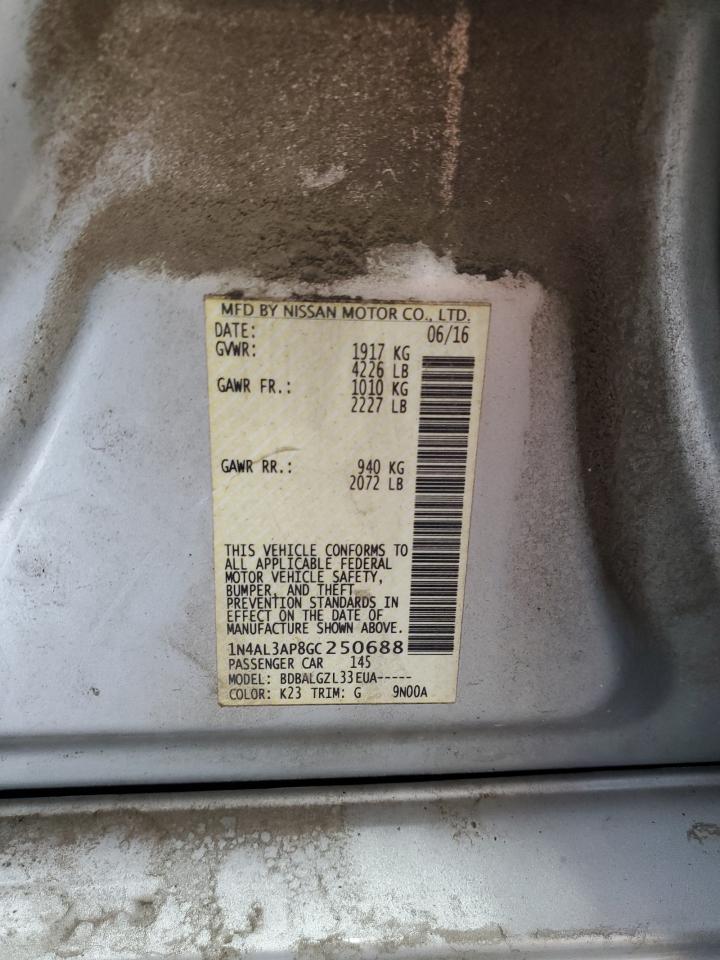 MFD BY NISSAN MOTOR CO., LTD.
DATE: 06/16
GVWR: 1917 KG
4226 LB
GAWR FR.: 1010 KG
2227 LB
GAWR RR.: 940 KG
2072 LB
THIS VEHICLE CONFORMS TO
ALL APPLICABLE FEDERAL
MOTOR VEHICLE SAFETY,
BUMPER, AND THEFT
PREVENTION STANDARDS IN
EFFECT ON THE DATE OF
MANUFACTURE SHOWN ABOVE.
1N4AL3AP8GC250688
PASSENGER CAR 145
MODEL: BDBALGZL33EUA-----
COLOR: K23 TRIM: G 9N00A